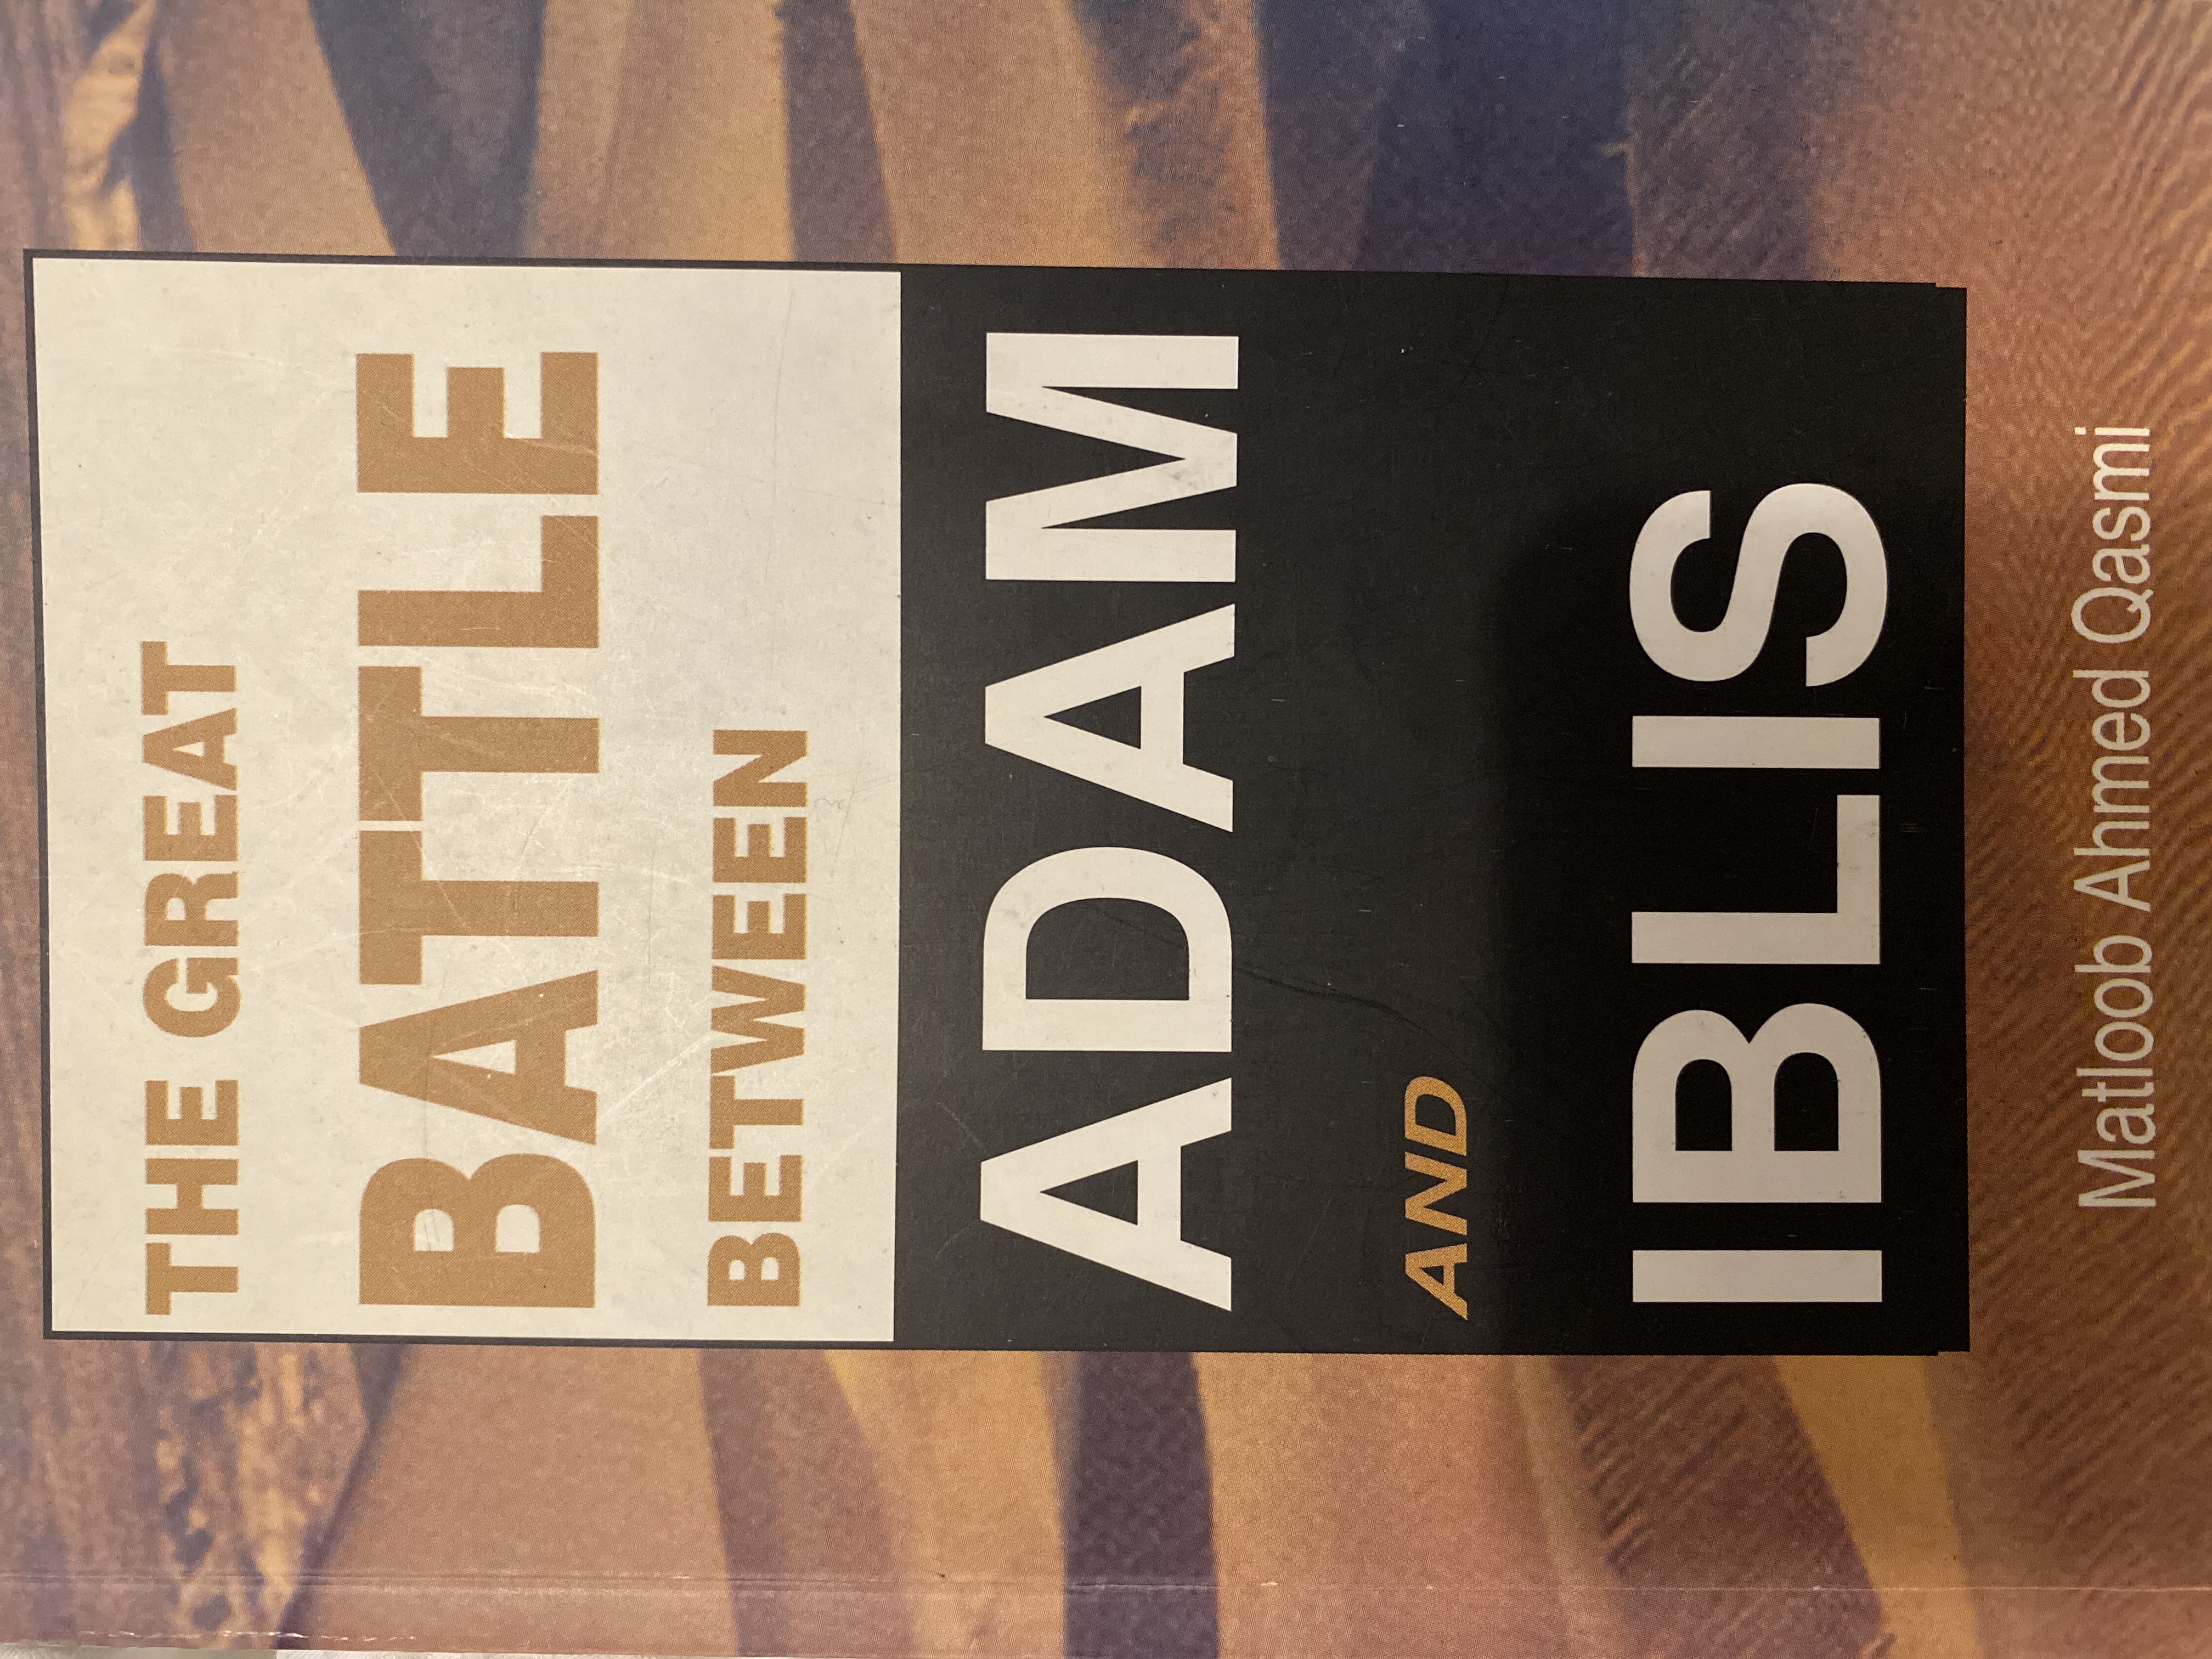 THE GREAT
BATTLE
BETWEEN
ADAM
AND
IBLIS
Matloob Ahmed Qasmi